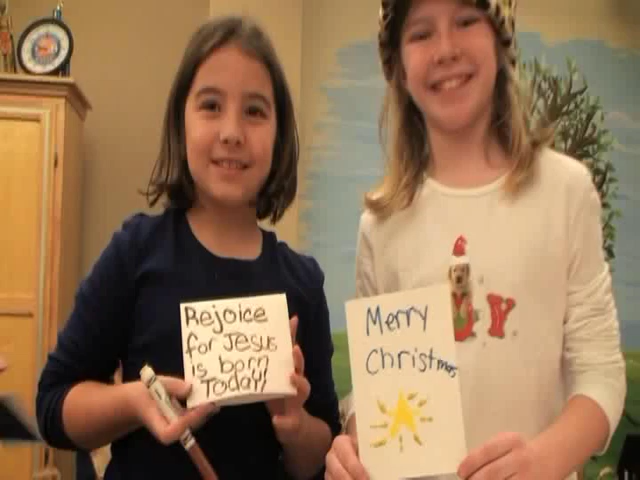 Rejoice
for Jesus
is born
Today!
Merry
Christmas